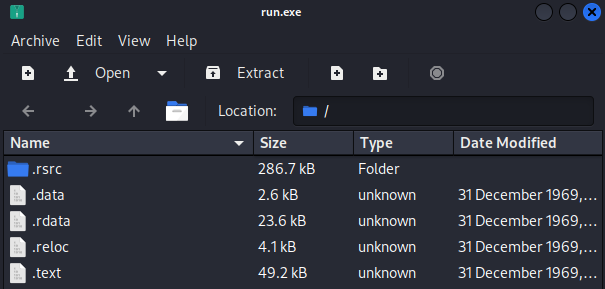 run.exe
Archive Edit View Help
Open Extract
Location: /
Name Size Type Date Modified
.rsrc 286.7 kB Folder
.data 2.6 kB unknown 31 December 1969,...
.rdata 23.6 kB unknown 31 December 1969,...
.reloc 4.1 kB unknown 31 December 1969,...
.text 49.2 kB unknown 31 December 1969,...